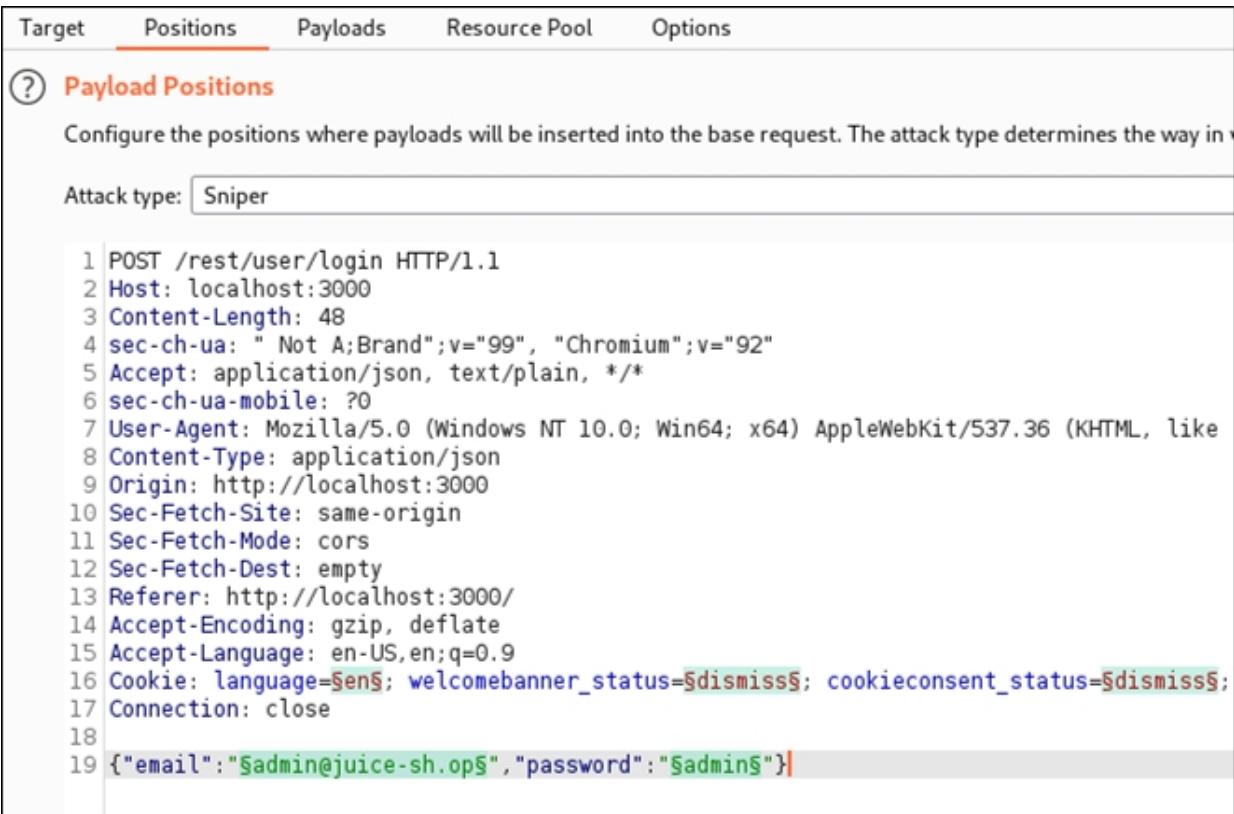 Target Positions Payloads Resource Pool Options
? Payload Positions
Configure the positions where payloads will be inserted into the base request. The attack type determines the way in
Attack type: Sniper
1 POST /rest/user/login HTTP/1.1
2 Host: localhost:3000
3 Content-Length: 48
4 sec-ch-ua: " Not A;Brand";v="99", "Chromium";v="92"
5 Accept: application/json, text/plain, */*
6 sec-ch-ua-mobile: ?0
7 User-Agent: Mozilla/5.0 (Windows NT 10.0; Win64; x64) AppleWebKit/537.36 (KHTML, like
8 Content-Type: application/json
9 Origin: http://localhost:3000
10 Sec-Fetch-Site: same-origin
11 Sec-Fetch-Mode: cors
12 Sec-Fetch-Dest: empty
13 Referer: http://localhost:3000/
14 Accept-Encoding: gzip, deflate
15 Accept-Language: en-US,en;q=0.9
16 Cookie: language=§en§; welcomebanner_status=§dismiss§; cookieconsent_status=§dismiss§;
17 Connection: close
18
19 {"email":"§admin@juice-sh.op§","password":"§admin§"}